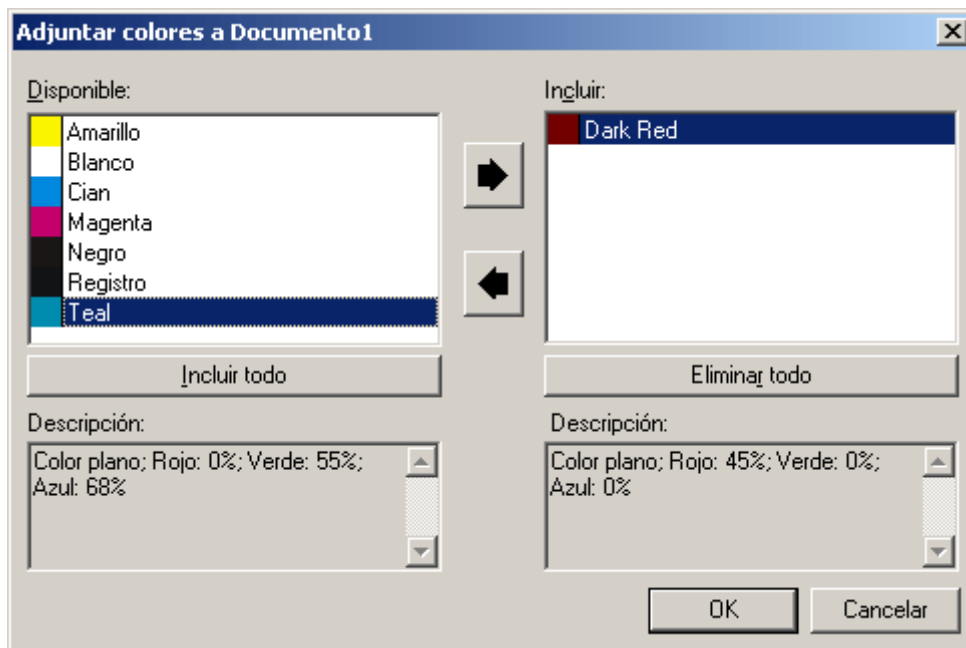 Adjuntar colores a Documento1
Disponible:
Amarillo
Blanco
Cian
Magenta
Negro
Registro
Teal
Incluir todo
Descripción:
Color plano; Rojo: 0%; Verde: 55%;
Azul: 68%
Incluir:
Dark Red
Eliminar todo
Descripción:
Color plano; Rojo: 45%; Verde: 0%;
Azul: 0%
OK
Cancelar